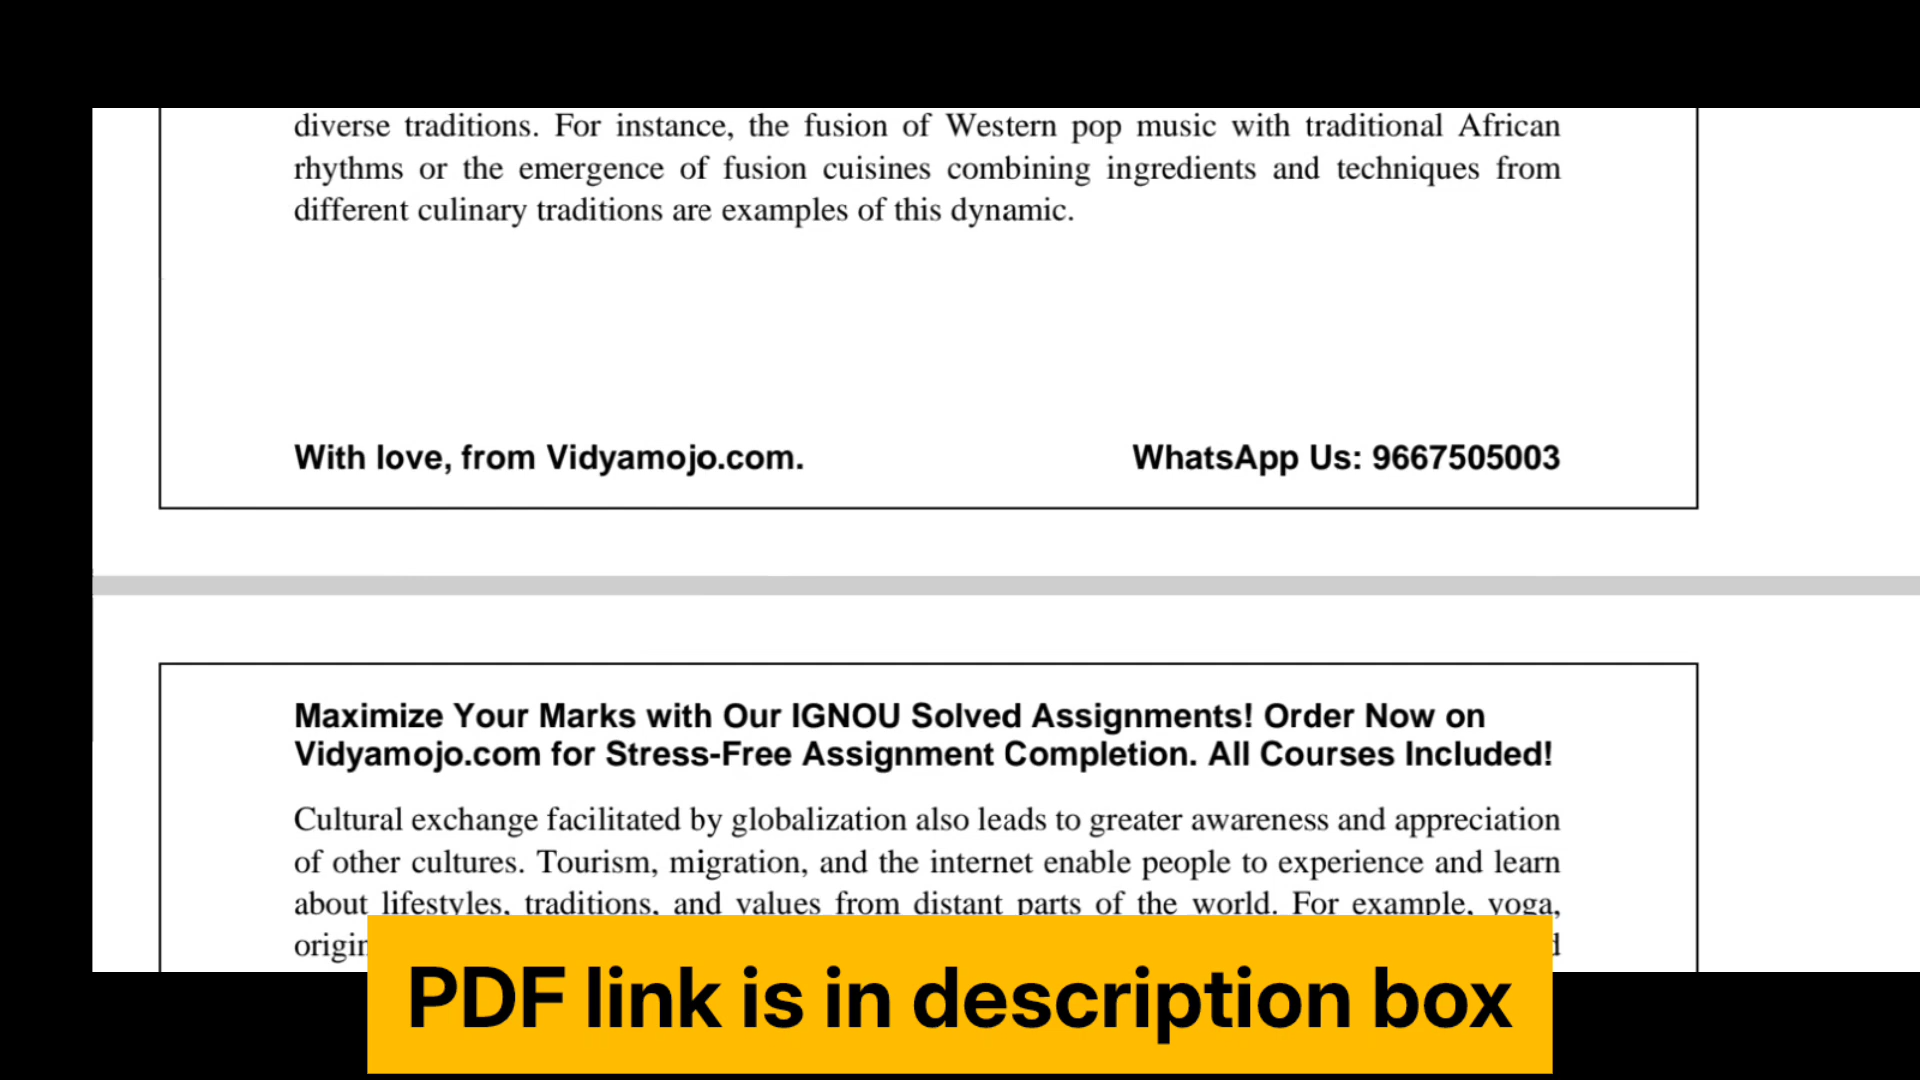 diverse traditions. For instance, the fusion of Western pop music with traditional African
rhythms or the emergence of fusion cuisines combining ingredients and techniques from
different culinary traditions are examples of this dynamic.
With love, from Vidyamojo.com. WhatsApp Us: 9667505003
Maximize Your Marks with Our IGNOU Solved Assignments! Order Now on
Vidyamojo.com for Stress-Free Assignment Completion. All Courses Included!
Cultural exchange facilitated by globalization also leads to greater awareness and appreciation
of other cultures. Tourism, migration, and the internet enable people to experience and learn
about lifestyles, traditions, and values from distant parts of the world. For example, yoga,
PDF link is in description box